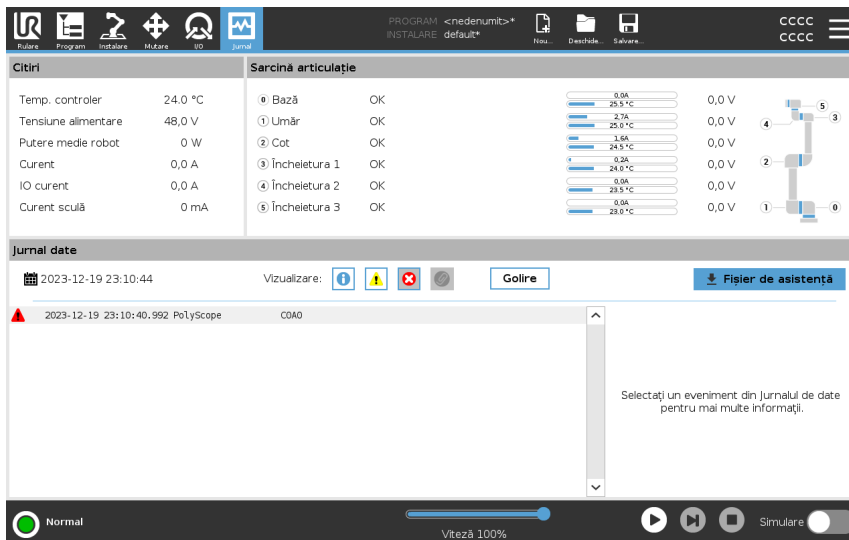 PROGRAM <nedenumit>*
INSTALARE default*
CCCC
CCCC
Rulare Program Instalare Mutare I/O Jurnal Nou... Deschide... Salvare...
Citiri
Sarcină articulație
Temp. controler 24.0 °C
Tensiune alimentare 48,0 V
Putere medie robot 0 W
Curent 0,0 A
IO curent 0,0 A
Curent sculă 0 mA
0 Bază OK 0,0A 25.5 °C 0,0 V
1 Umăr OK 2,7A 25.0 °C 0,0 V
2 Cot OK 1,6A 24.5 °C 0,0 V
3 Încheietura 1 OK 0,2A 24.0 °C 0,0 V
4 Încheietura 2 OK 0,0A 23.5 °C 0,0 V
5 Încheietura 3 OK 0,0A 23.0 °C 0,0 V
5
4 3
2
1 0
Jurnal date
2023-12-19 23:10:44 Vizualizare: Golire Fișier de asistență
2023-12-19 23:10:40.992 PolyScope C0A0
Selectați un eveniment din Jurnalul de date
pentru mai multe informații.
Normal
Viteză 100%
Simulare